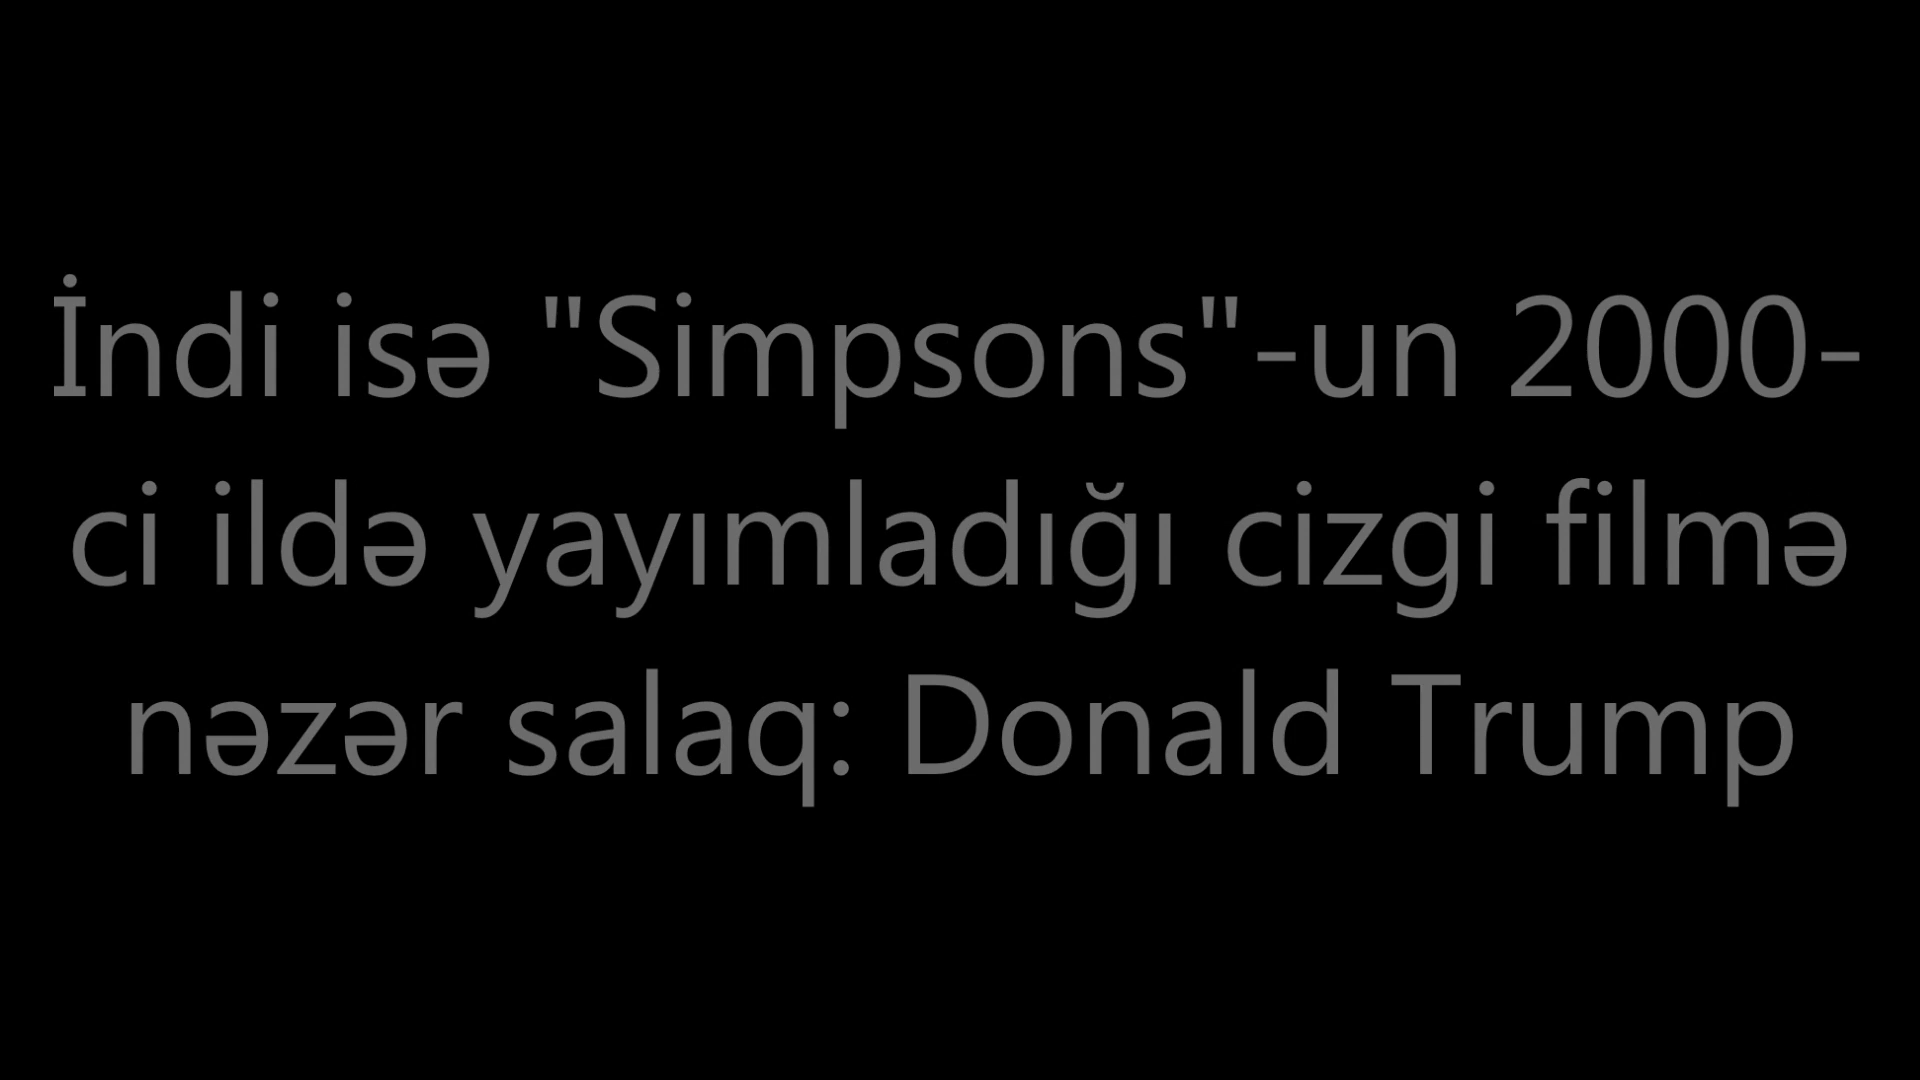 İndi isə "Simpsons"-un 2000-
ci ildə yayımladığı cizgi filmə
nəzər salaq: Donald Trump